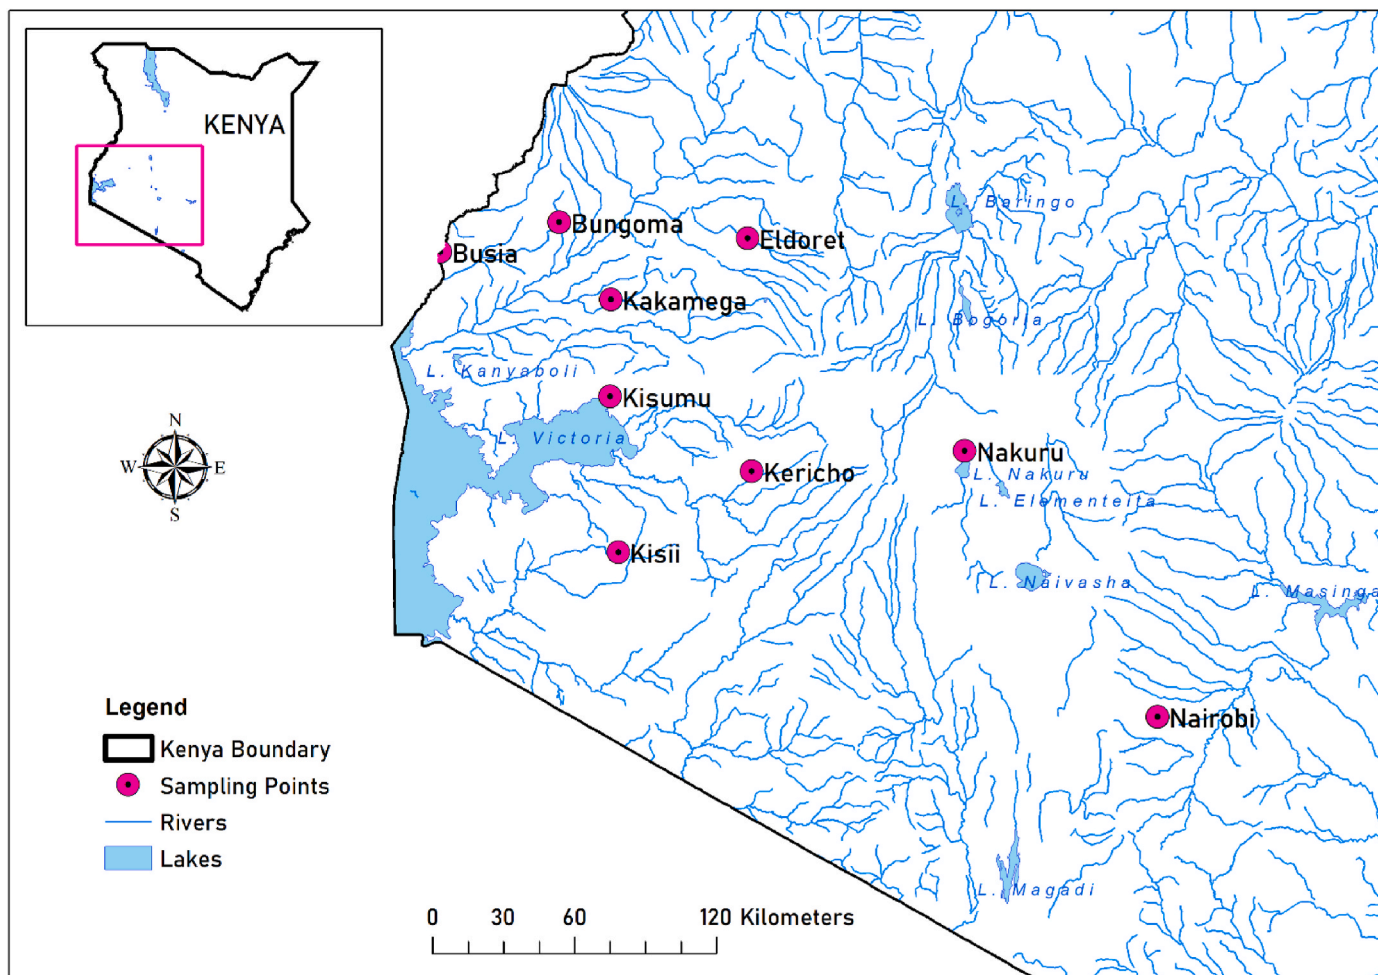 KENYA
L. Baringo
Bungoma
Eldoret
Busia
Kakamega
L. Bogoria
L. Kanyaboli
Kisumu
L. Victoria
N
W
E
S
Nakuru
Kericho
L. Nakuru
L. Elementeita
Kisii
L. Naivasha
L. Masinga
Legend
Kenya Boundary
Sampling Points
Rivers
Lakes
Nairobi
L. Magadi
0 30 60 120 Kilometers